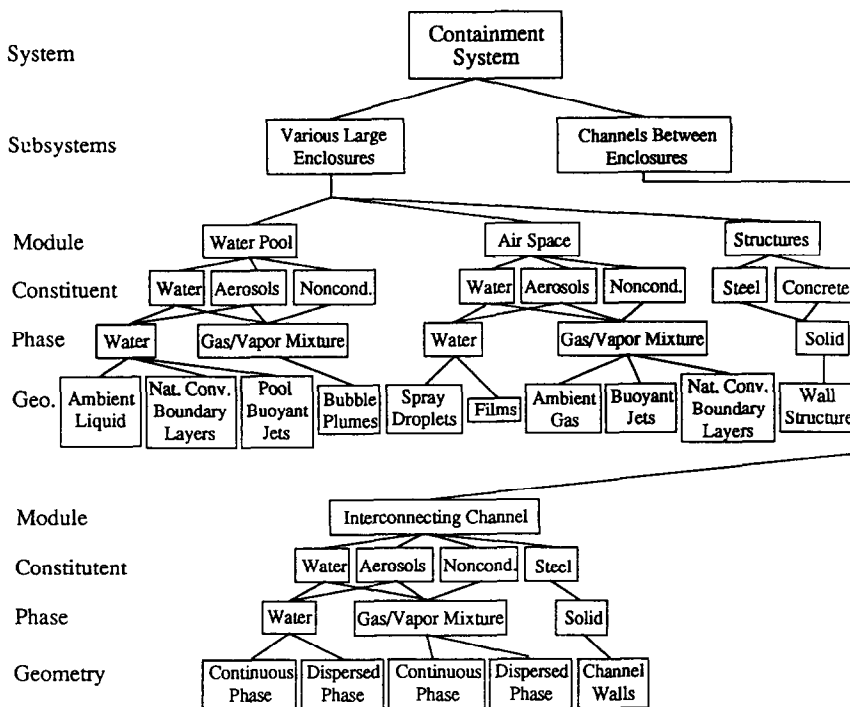 Containment
System
System
Various Large
Enclosures
Channels Between
Enclosures
Subsystems
Module
Water Pool
Air Space
Structures
Constituent
Water
Aerosols
Noncond.
Water
Aerosols
Noncond.
Steel
Concrete
Phase
Water
Gas/Vapor Mixture
Water
Gas/Vapor Mixture
Solid
Geo.
Ambient
Liquid
Nat. Conv.
Boundary
Layers
Pool
Buoyant
Jets
Bubble
Plumes
Spray
Droplets
Films
Ambient
Gas
Buoyant
Jets
Nat. Conv.
Boundary
Layers
Wall
Structure
Module
Interconnecting Channel
Constitutent
Water
Aerosols
Noncond.
Steel
Phase
Water
Gas/Vapor Mixture
Solid
Geometry
Continuous
Phase
Dispersed
Phase
Continuous
Phase
Dispersed
Phase
Channel
Walls